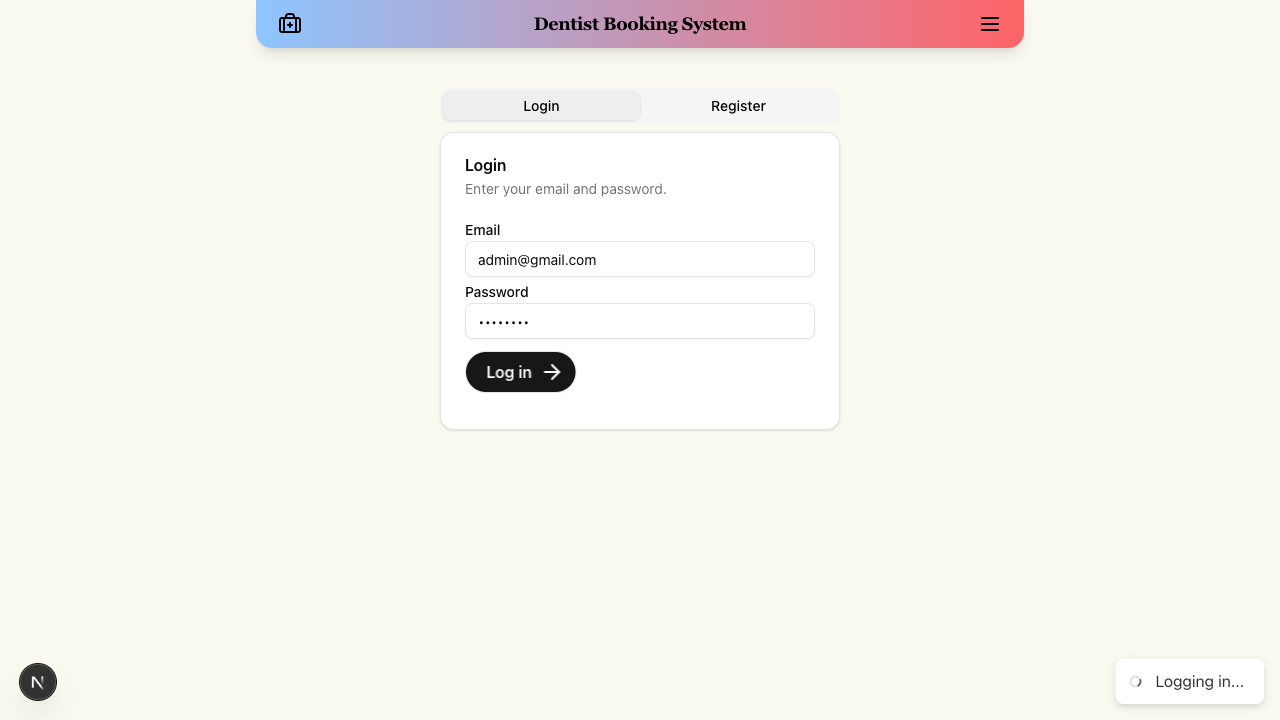 Dentist Booking System
Login
Register
Login
Enter your email and password.
Email
admin@gmail.com
Password
••••••••
Log in
N
Logging in...